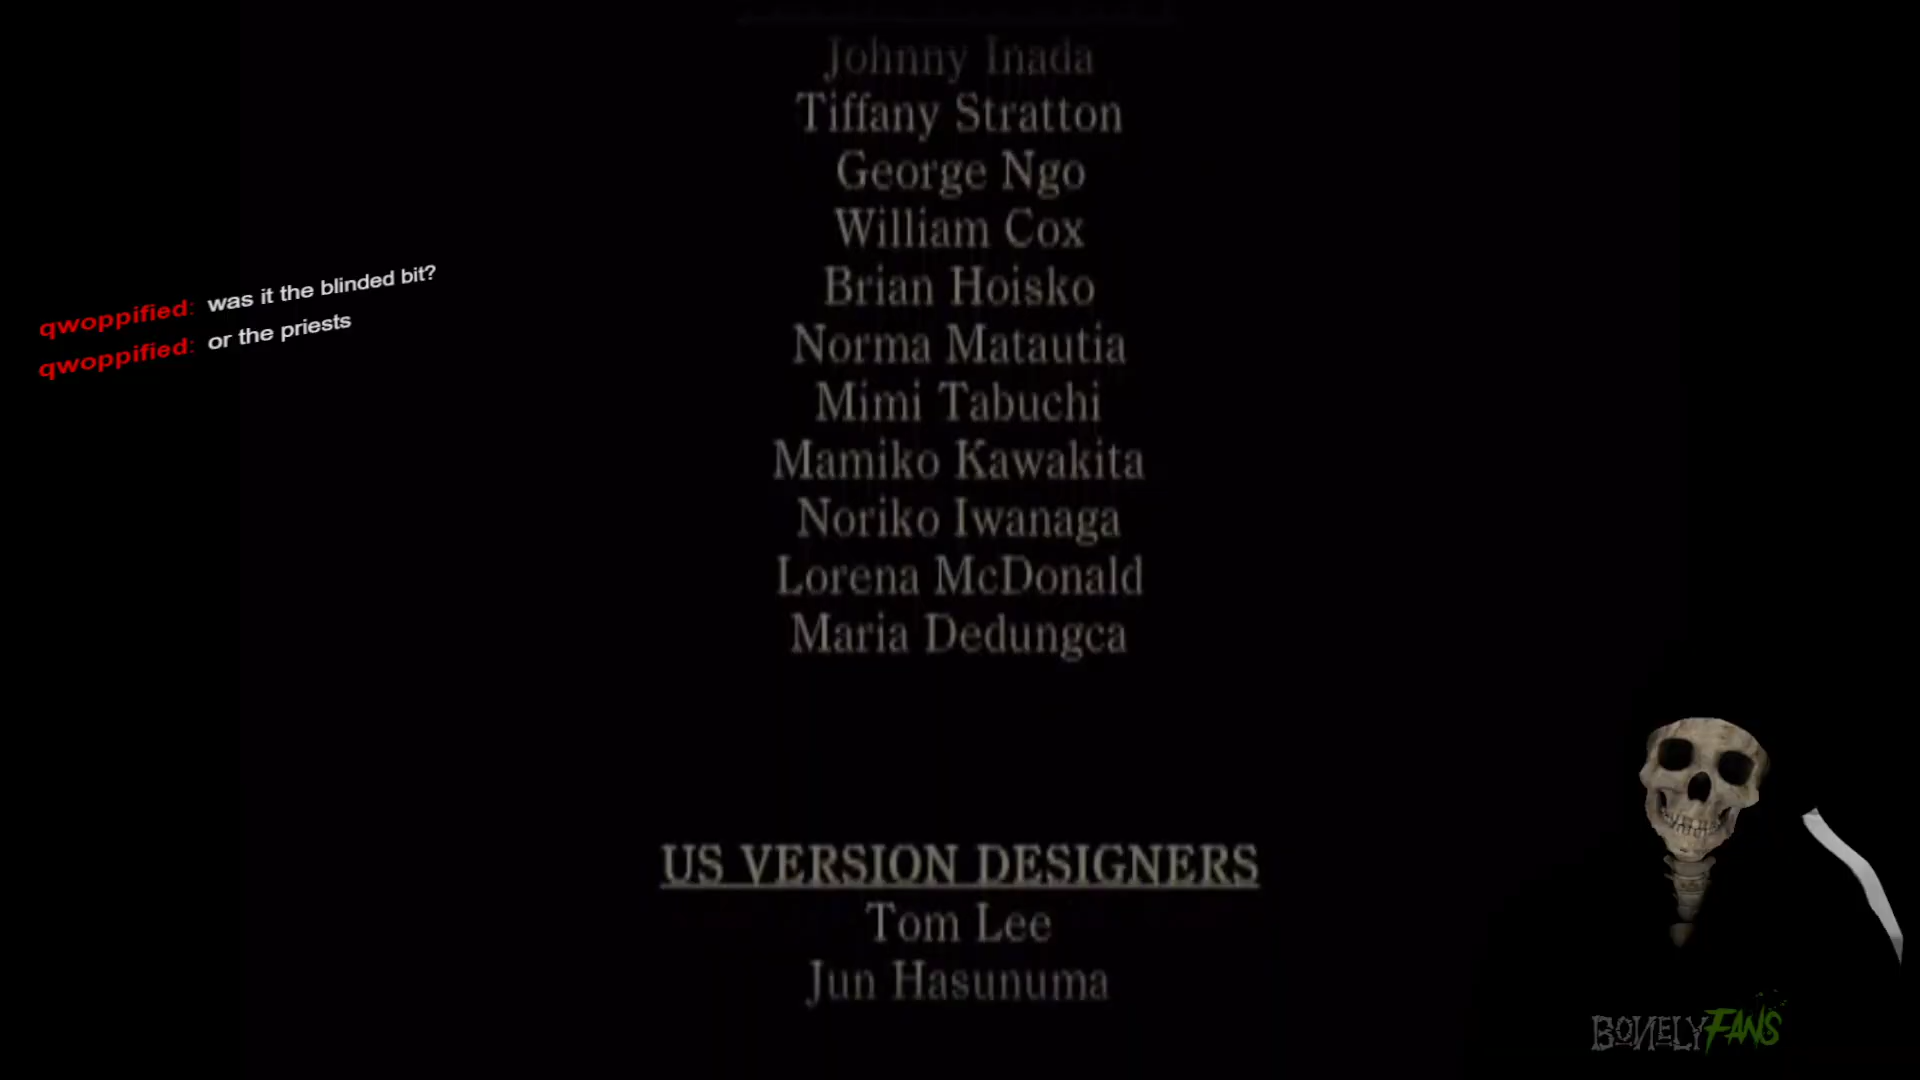 Johnny Inada
Tiffany Stratton
George Ngo
William Cox
Brian Hoisko
Norma Matautia
Mimi Tabuchi
Mamiko Kawakita
Noriko Iwanaga
Lorena McDonald
Maria Dedungca
US VERSION DESIGNERS
Tom Lee
Jun Hasunuma
qwoppified: was it the blinded bit?
qwoppified: or the priests
BONELYFANS